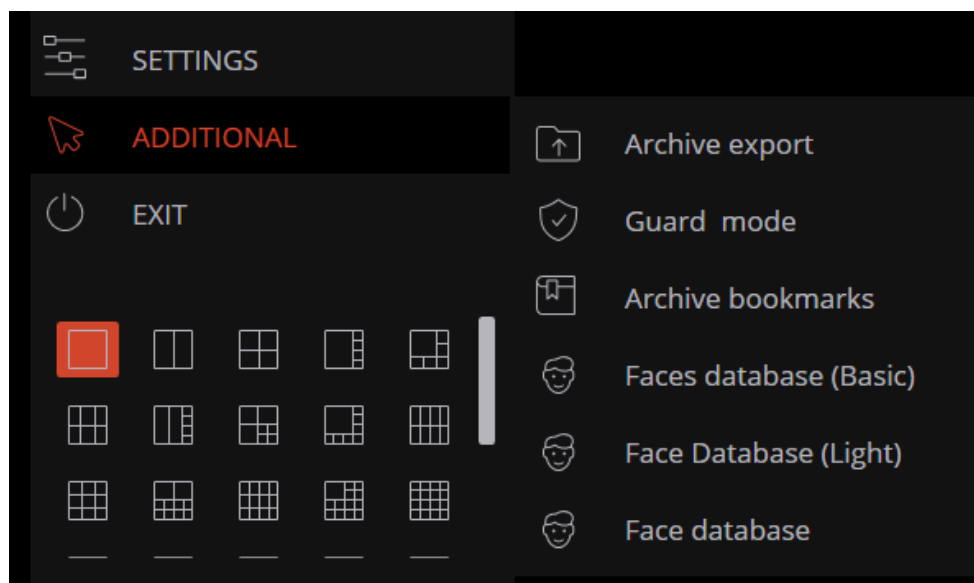 SETTINGS
ADDITIONAL
EXIT
Archive export
Guard  mode
Archive bookmarks
Faces database (Basic)
Face Database (Light)
Face database